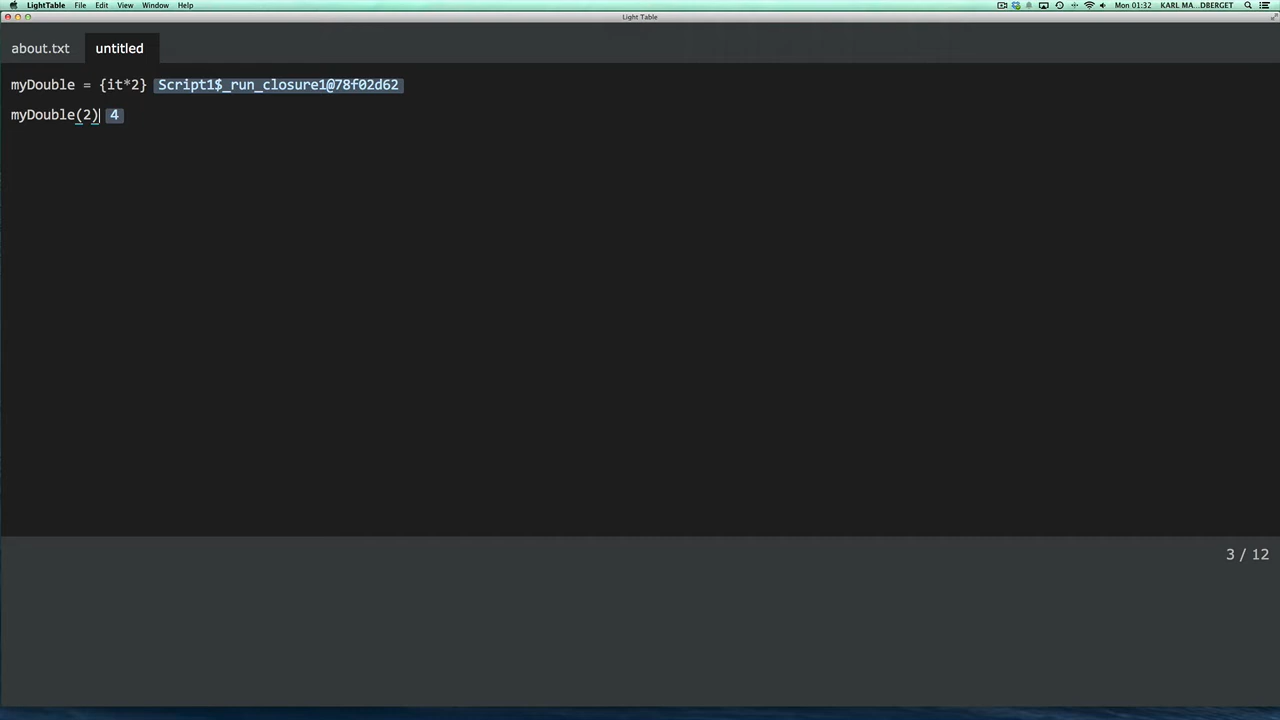 LightTable File Edit View Window Help Mon 01:32 KARL MA...DBERGET
Light Table
about.txt untitled
myDouble = {it*2} Script1$_run_closure1@78f02d62
myDouble(2) 4
3 / 12